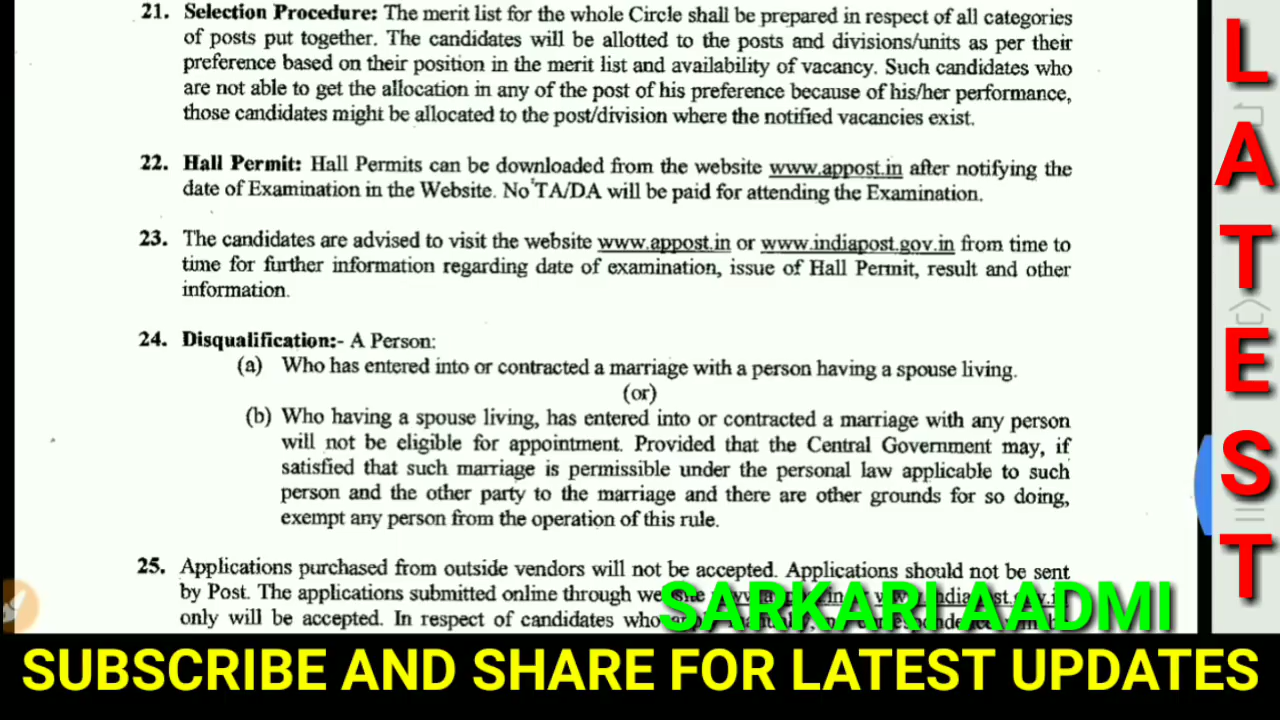 21. Selection Procedure: The merit list for the whole Circle shall be prepared in respect of all categories
of posts put together. The candidates will be allotted to the posts and divisions/units as per their
preference based on their position in the merit list and availability of vacancy. Such candidates who
are not able to get the allocation in any of the post of his preference because of his/her performance,
those candidates might be allocated to the post/division where the notified vacancies exist.
22. Hall Permit: Hall Permits can be downloaded from the website www.appost.in after notifying the
date of Examination in the Website. No TA/DA will be paid for attending the Examination.
23. The candidates are advised to visit the website www.appost.in or www.indiapost.gov.in from time to
time for further information regarding date of examination, issue of Hall Permit, result and other
information.
24. Disqualification:- A Person:
(a) Who has entered into or contracted a marriage with a person having a spouse living.
(or)
(b) Who having a spouse living, has entered into or contracted a marriage with any person
will not be eligible for appointment. Provided that the Central Government may, if
satisfied that such marriage is permissible under the personal law applicable to such
person and the other party to the marriage and there are other grounds for so doing,
exempt any person from the operation of this rule.
25. Applications purchased from outside vendors will not be accepted. Applications should not be sent
by Post. The applications submitted online through
only will be accepted. In respect of candidates who
SARKARI AADMI
SUBSCRIBE AND SHARE FOR LATEST UPDATES
LATEST